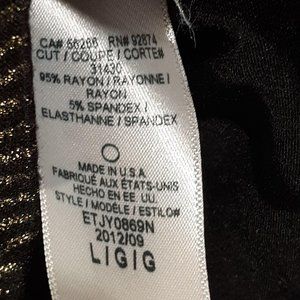 CA# 56266 RN# 92874
CUT / COUPE / CORTE#
31430
95% RAYON / RAYONNE /
RAYON
5% SPANDEX /
ELASTHANNE / SPANDEX
MADE IN U.S.A.
FABRIQUÉ AUX ÉTATS-UNIS
HECHO EN EE. UU.
STYLE / MODÈLE / ESTILO#
ETJY0869N
2012/09
L / G / G